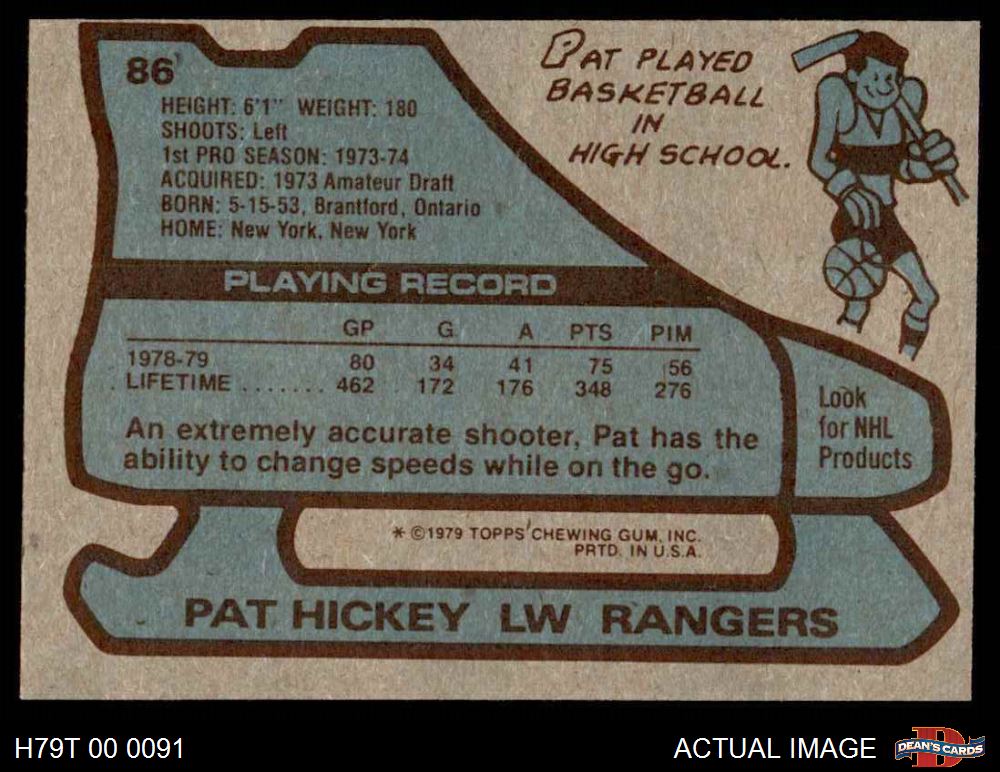 86
HEIGHT: 6'1" WEIGHT: 180
SHOOTS: Left
1st PRO SEASON: 1973-74
ACQUIRED: 1973 Amateur Draft
BORN: 5-15-53, Brantford, Ontario
HOME: New York, New York
PAT PLAYED
BASKETBALL
IN
HIGH SCHOOL.
PLAYING RECORD
GP G A PTS PIM
1978-79 80 34 41 75 56
LIFETIME ....... 462 172 176 348 276
An extremely accurate shooter, Pat has the
ability to change speeds while on the go.
Look
for NHL
Products
* ©1979 TOPPS CHEWING GUM, INC.
PRTD. IN U.S.A.
PAT HICKEY LW RANGERS
H79T 00 0091
ACTUAL IMAGE
D
DEAN'S CARDS